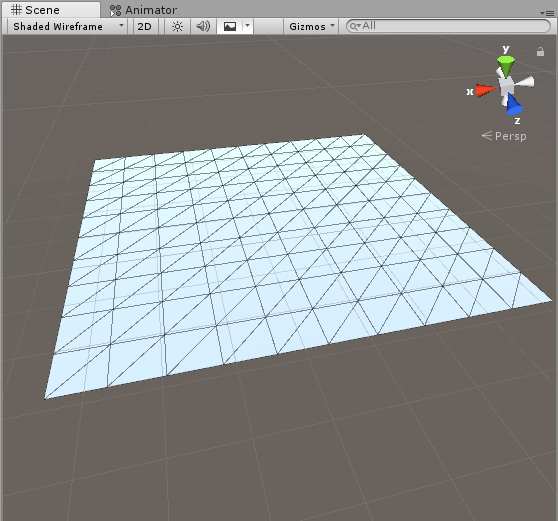 Scene Animator
Shaded Wireframe 2D Gizmos All
y
x
z
Persp